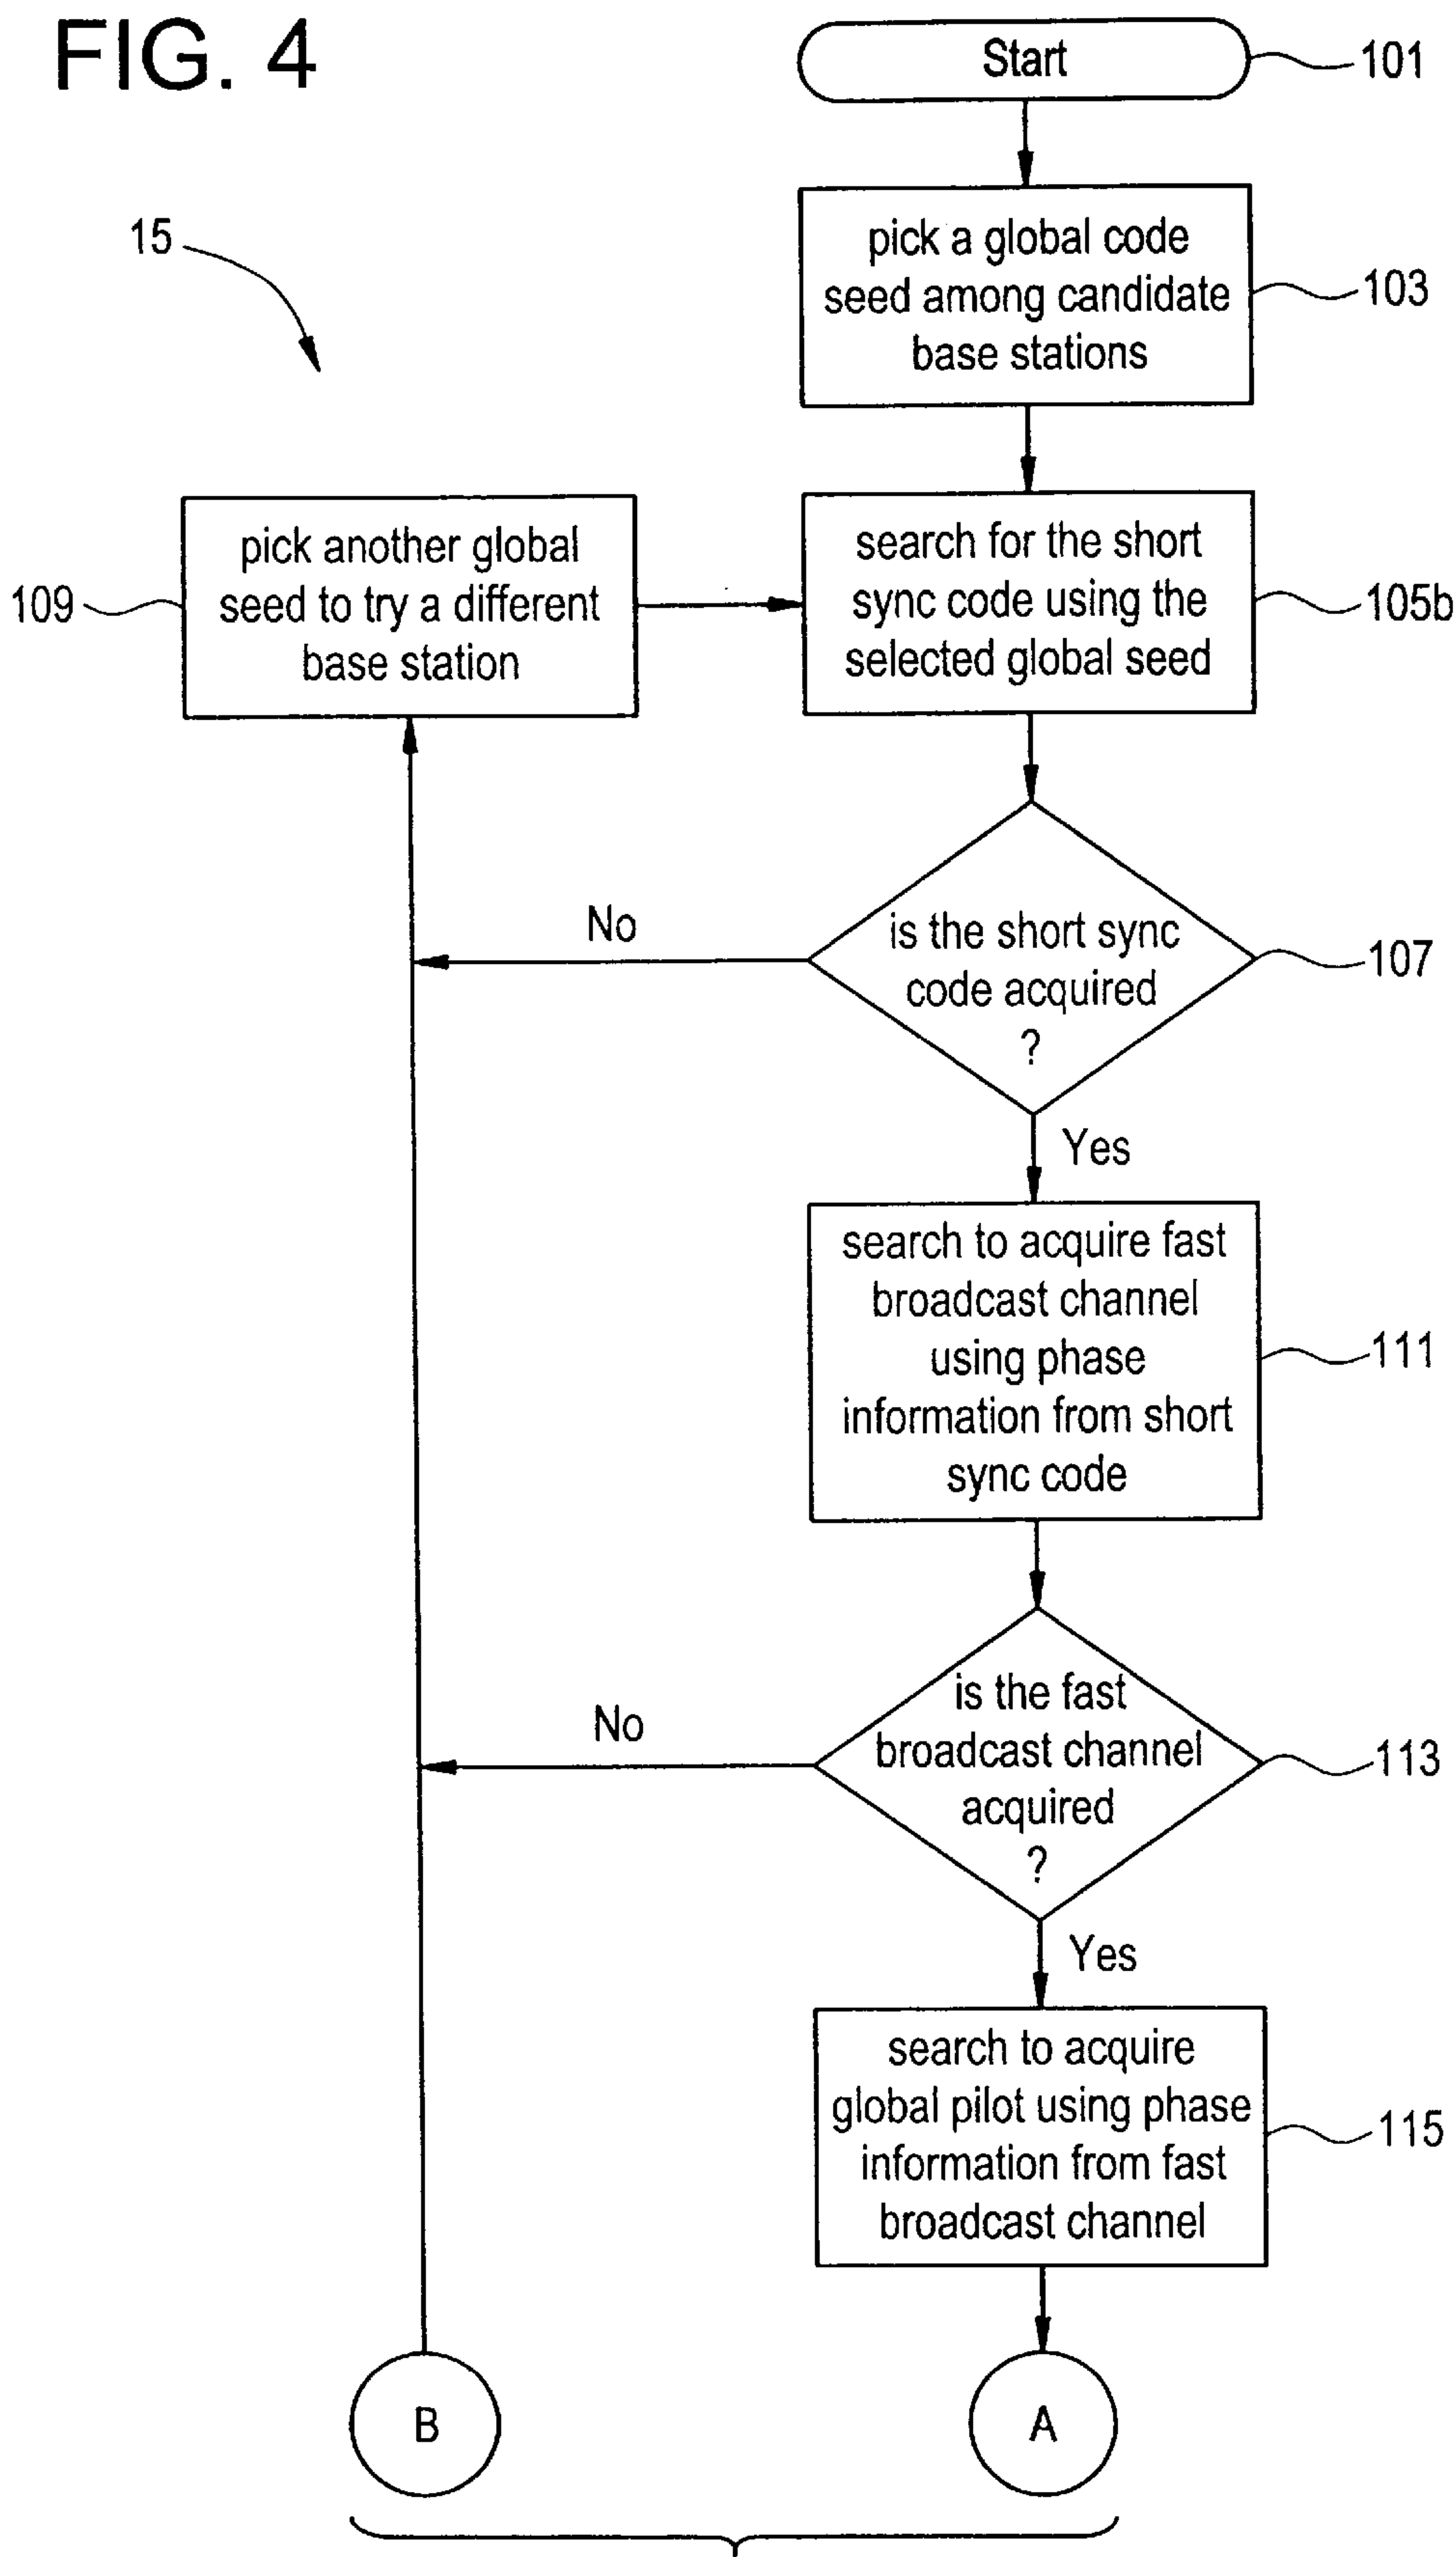 FIG. 4
Start
101
15
pick a global code
seed among candidate
base stations
103
pick another global
seed to try a different
base station
109
search for the short
sync code using the
selected global seed
105b
No
is the short sync
code acquired
?
107
Yes
search to acquire fast
broadcast channel
using phase
information from short
sync code
111
No
is the fast
broadcast channel
acquired
?
113
Yes
search to acquire
global pilot using phase
information from fast
broadcast channel
115
B
A